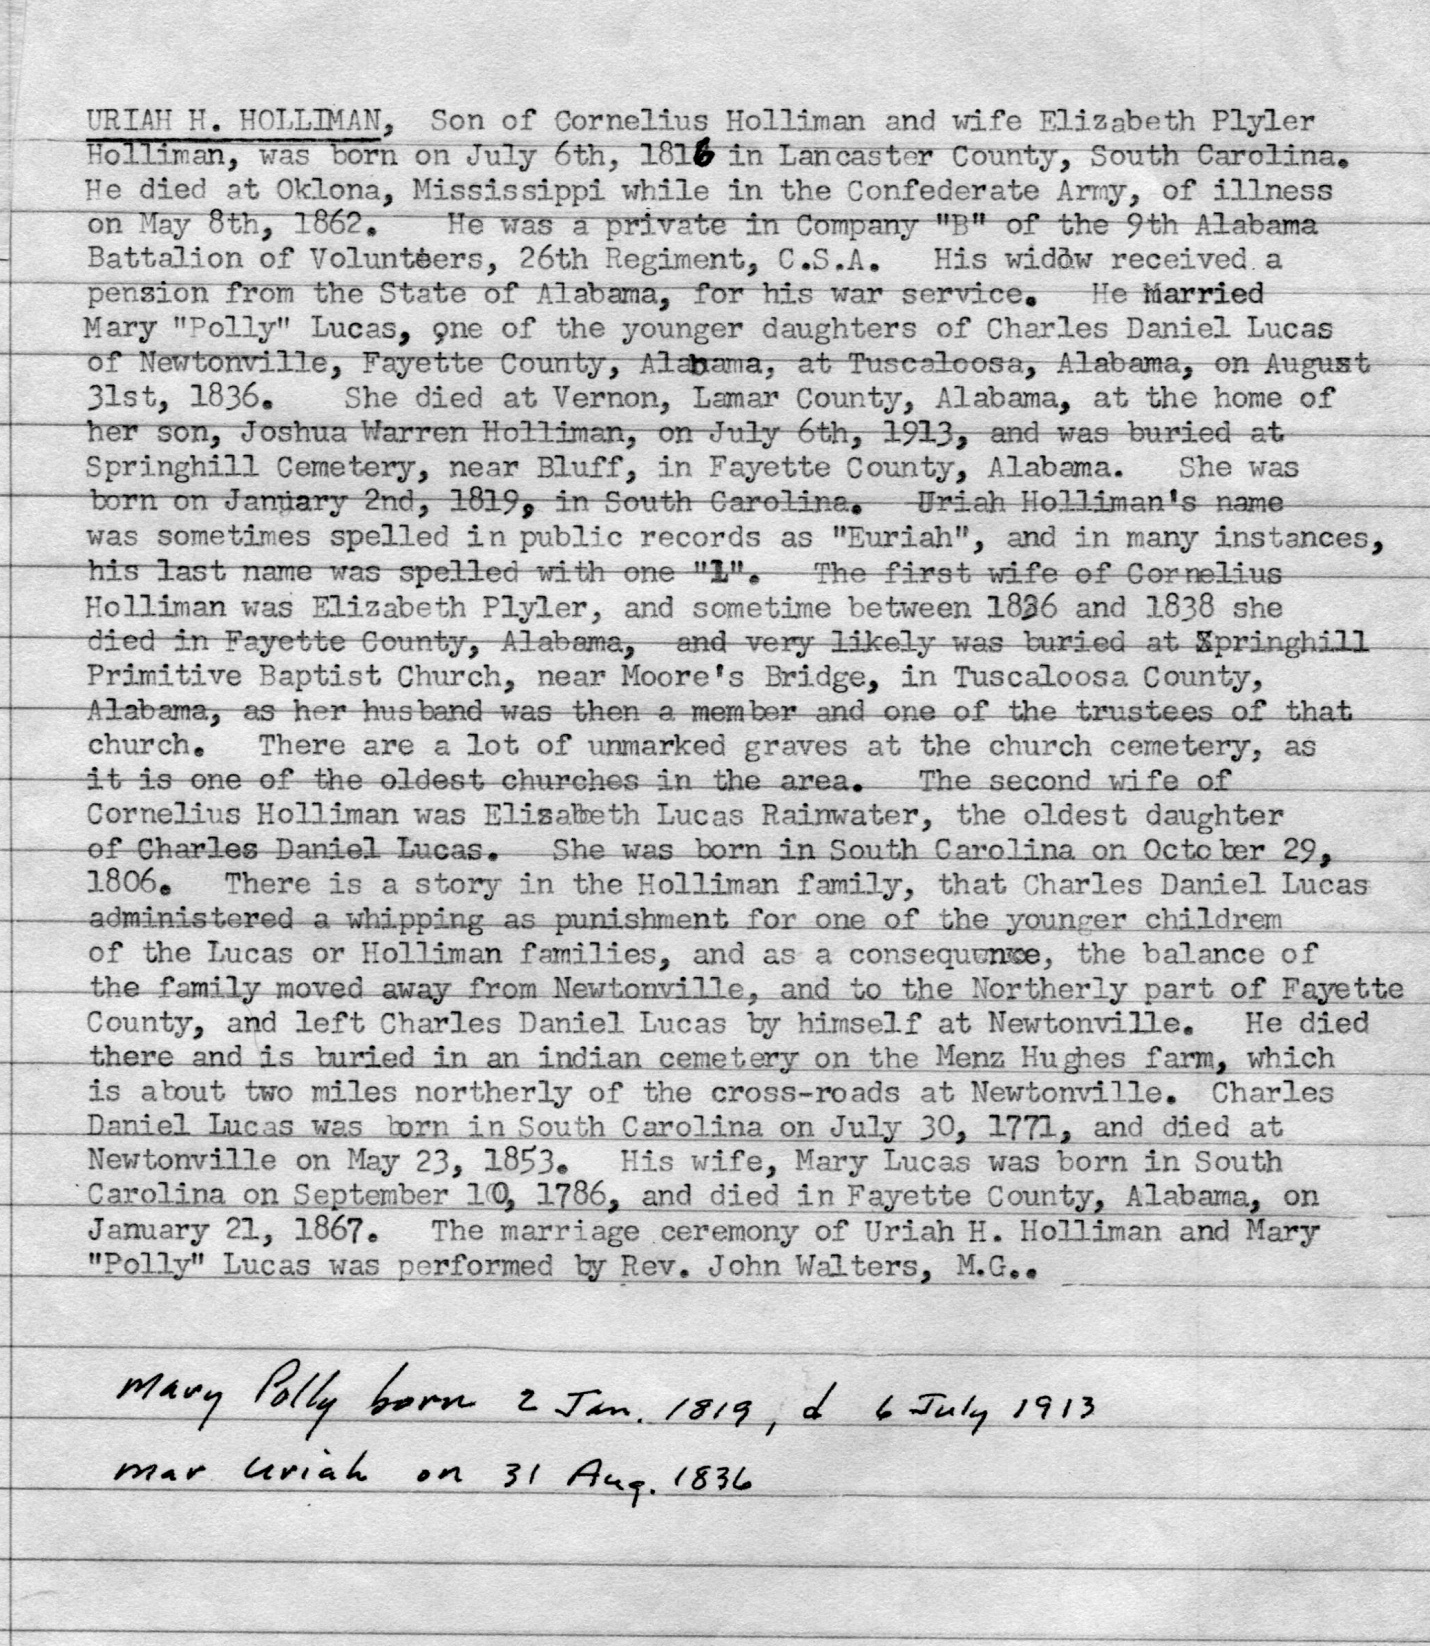 URIAH H. HOLLIMAN, Son of Cornelius Holliman and wife Elizabeth Plyler
Holliman, was born on July 6th, 1816 in Lancaster County, South Carolina.
He died at Oklona, Mississippi while in the Confederate Army, of illness
on May 8th, 1862. He was a private in Company "B" of the 9th Alabama
Battalion of Volunteers, 26th Regiment, C.S.A. His widow received a
pension from the State of Alabama, for his war service. He married
Mary "Polly" Lucas, one of the younger daughters of Charles Daniel Lucas
of Newtonville, Fayette County, Alabama, at Tuscaloosa, Alabama, on August
31st, 1836. She died at Vernon, Lamar County, Alabama, at the home of
her son, Joshua Warren Holliman, on July 6th, 1913, and was buried at
Springhill Cemetery, near Bluff, in Fayette County, Alabama. She was
born on January 2nd, 1819, in South Carolina. Uriah Holliman's name
was sometimes spelled in public records as "Euriah", and in many instances,
his last name was spelled with one "l". The first wife of Cornelius
Holliman was Elizabeth Plyler, and sometime between 1836 and 1838 she
died in Fayette County, Alabama, and very likely was buried at Springhill
Primitive Baptist Church, near Moore's Bridge, in Tuscaloosa County,
Alabama, as her husband was then a member and one of the trustees of that
church. There are a lot of unmarked graves at the church cemetery, as
it is one of the oldest churches in the area. The second wife of
Cornelius Holliman was Elizabeth Lucas Rainwater, the oldest daughter
of Charles Daniel Lucas. She was born in South Carolina on October 29,
1806. There is a story in the Holliman family, that Charles Daniel Lucas
administered a whipping as punishment for one of the younger childrem
of the Lucas or Holliman families, and as a consequence, the balance of
the family moved away from Newtonville, and to the Northerly part of Fayette
County, and left Charles Daniel Lucas by himself at Newtonville. He died
there and is buried in an indian cemetery on the Menz Hughes farm, which
is about two miles northerly of the cross-roads at Newtonville. Charles
Daniel Lucas was born in South Carolina on July 30, 1771, and died at
Newtonville on May 23, 1853. His wife, Mary Lucas was born in South
Carolina on September 10, 1786, and died in Fayette County, Alabama, on
January 21, 1867. The marriage ceremony of Uriah H. Holliman and Mary
"Polly" Lucas was performed by Rev. John Walters, M.G..
Mary Polly born 2 Jan. 1819, d 6 July 1913
mar Uriah on 31 Aug. 1836